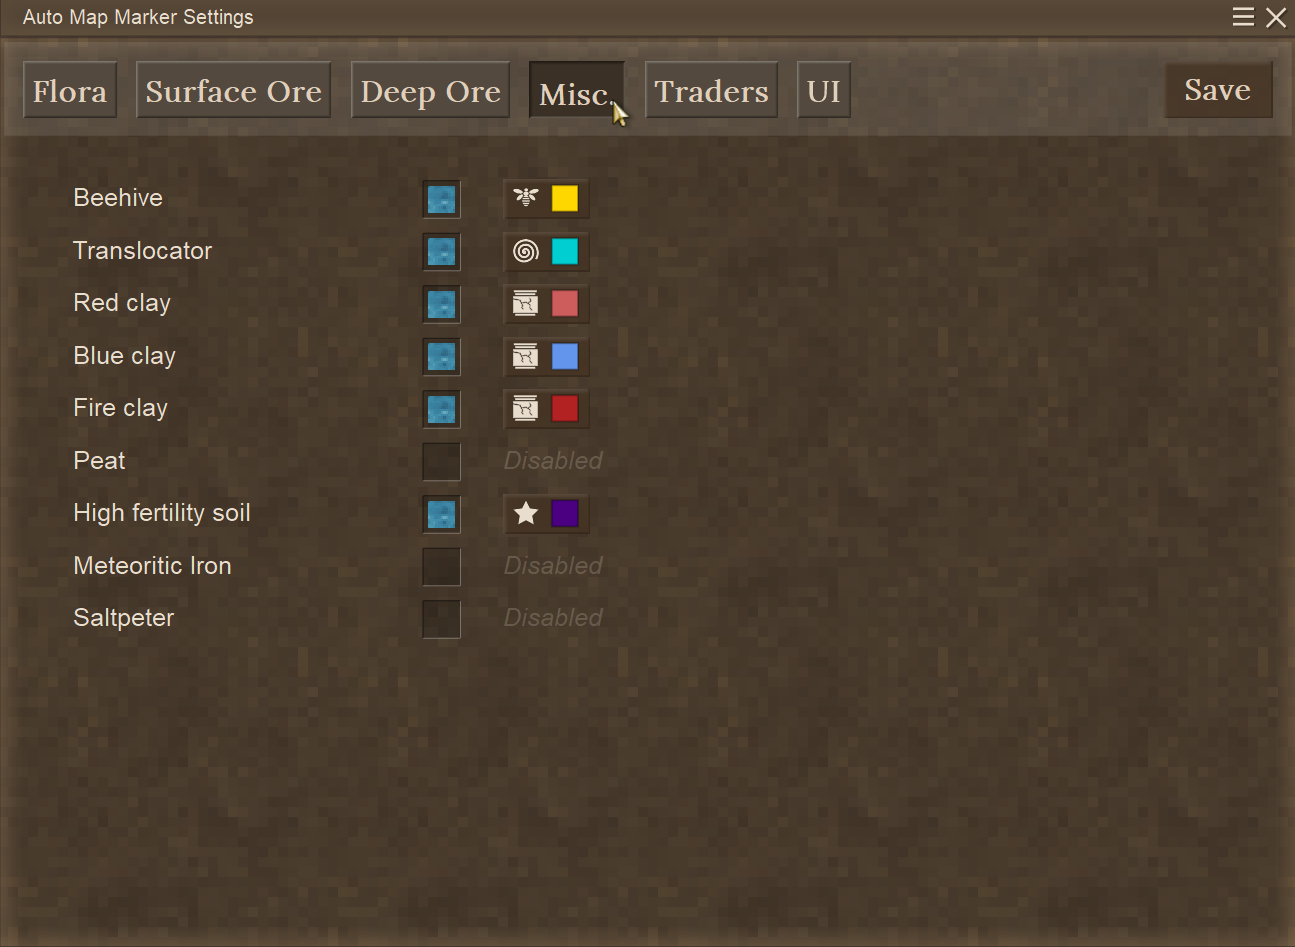 Auto Map Marker Settings
Flora Surface Ore Deep Ore Misc. Traders UI Save
Beehive
Translocator
Red clay
Blue clay
Fire clay
Peat Disabled
High fertility soil
Meteoritic Iron Disabled
Saltpeter Disabled